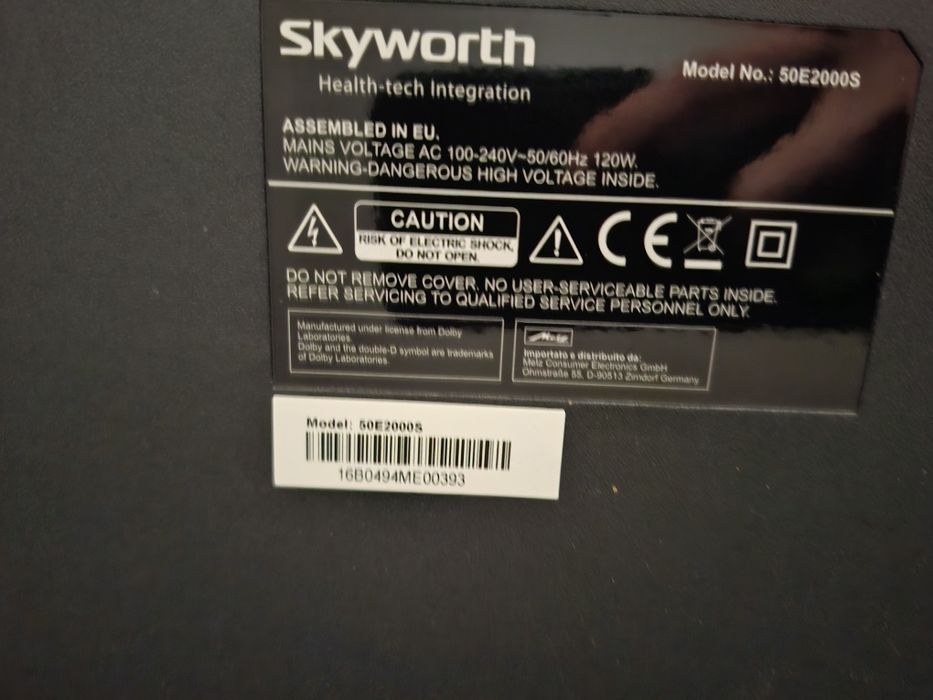 Skyworth
Health-tech Integration
Model No.: 50E2000S
ASSEMBLED IN EU.
MAINS VOLTAGE AC 100-240V~50/60Hz 120W.
WARNING-DANGEROUS HIGH VOLTAGE INSIDE.
CAUTION
RISK OF ELECTRIC SHOCK,
DO NOT OPEN.
CE
DO NOT REMOVE COVER. NO USER-SERVICEABLE PARTS INSIDE.
REFER SERVICING TO QUALIFIED SERVICE PERSONNEL ONLY.
Manufactured under license from Dolby
Laboratories.
Dolby and the double-D symbol are trademarks
of Dolby Laboratories.
Metz
Importato e distribuito da:
Metz Consumer Electronics GmbH
Ohmstraße 55, D-90513 Zirndorf Germany
Model: 50E2000S
16B0494ME00393